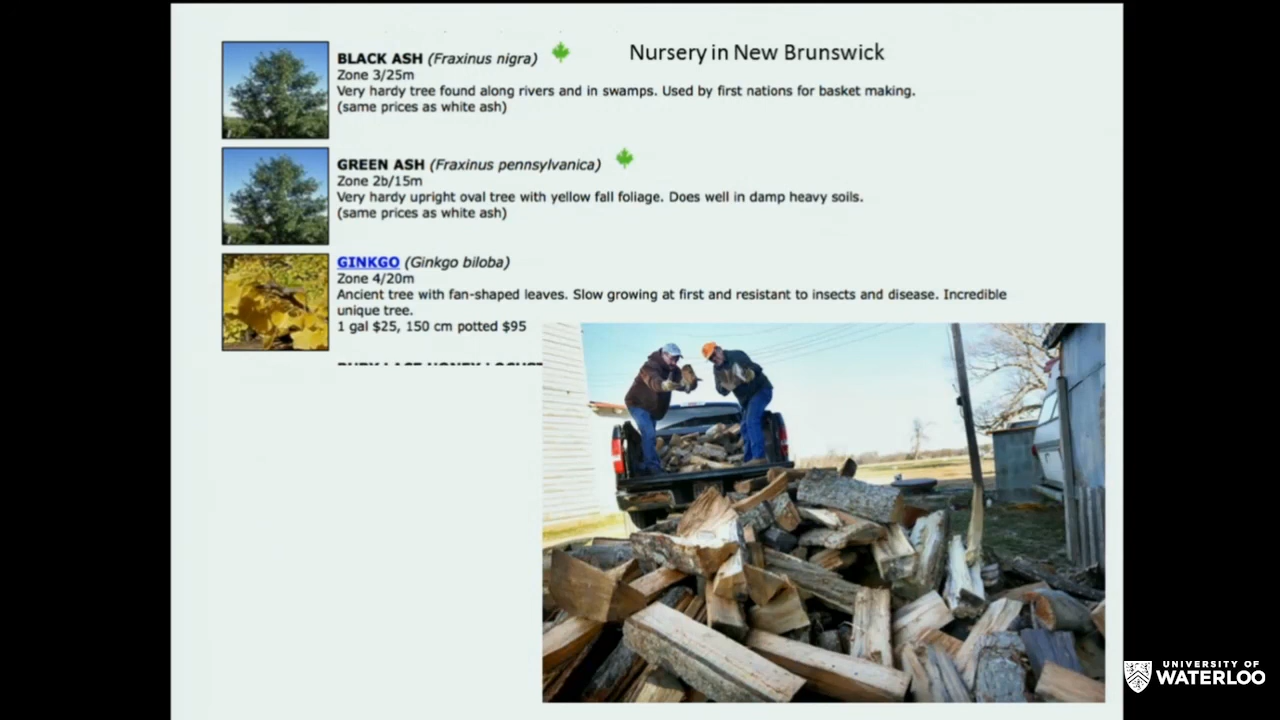 Nursery in New Brunswick
BLACK ASH (Fraxinus nigra)
Zone 3/25m
Very hardy tree found along rivers and in swamps. Used by first nations for basket making.
(same prices as white ash)
GREEN ASH (Fraxinus pennsylvanica)
Zone 2b/15m
Very hardy upright oval tree with yellow fall foliage. Does well in damp heavy soils.
(same prices as white ash)
GINKGO (Ginkgo biloba)
Zone 4/20m
Ancient tree with fan-shaped leaves. Slow growing at first and resistant to insects and disease. Incredible
unique tree.
1 gal $25, 150 cm potted $95
RUBY LACE HONEY LOCUST
UNIVERSITY OF
WATERLOO